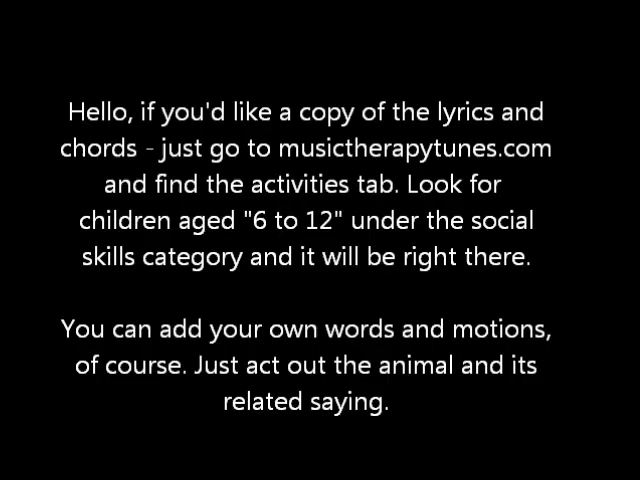 Hello, if you'd like a copy of the lyrics and
chords - just go to musictherapytunes.com
and find the activities tab. Look for
children aged "6 to 12" under the social
skills category and it will be right there.
You can add your own words and motions,
of course. Just act out the animal and its
related saying.